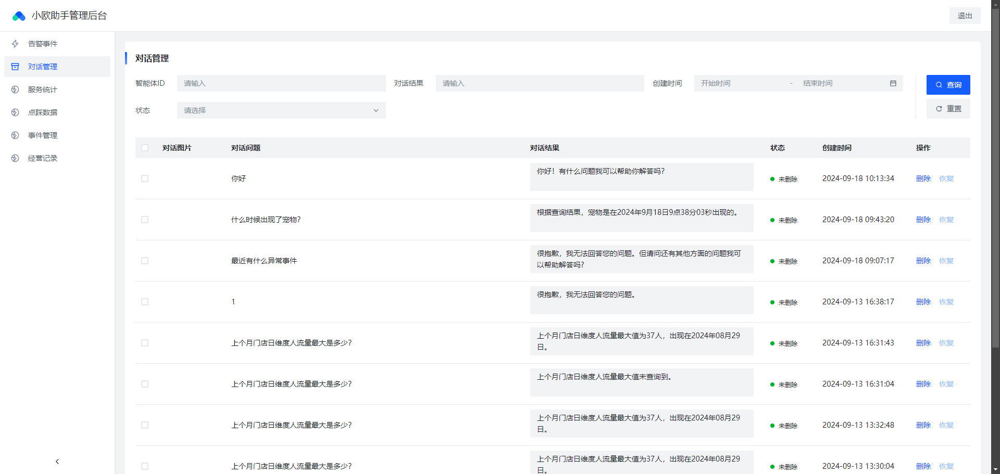 小欧助手管理后台
退出
告警事件
对话管理
服务统计
点踩数据
事件管理
经营记录
对话管理
智能体ID 请输入 对话结果 请输入 创建时间 开始时间 - 结束时间 查询
状态 请选择 重置
对话图片 对话问题 对话结果 状态 创建时间 操作
你好 你好！有什么问题我可以帮助你解答吗？ 未删除 2024-09-18 10:13:34 删除 恢复
什么时候出现了宠物？ 根据查询结果，宠物是在2024年9月18日9点38分03秒出现的。 未删除 2024-09-18 09:43:20 删除 恢复
最近有什么异常事件 很抱歉，我无法回答您的问题。但请问还有其他方面的问题我可
以帮助解答吗？ 未删除 2024-09-18 09:07:17 删除 恢复
1 很抱歉，我无法回答您的问题。 未删除 2024-09-13 16:38:17 删除 恢复
上个月门店日维度人流量最大是多少？ 上个月门店日维度人流量最大值为37人，出现在2024年08月29
日。 未删除 2024-09-13 16:31:43 删除 恢复
上个月门店日维度人流量最大是多少？ 上个月门店日维度人流量最大值未查询到。 未删除 2024-09-13 16:31:04 删除 恢复
上个月门店日维度人流量最大是多少？ 上个月门店日维度人流量最大值为37人，出现在2024年08月29
日。 未删除 2024-09-13 13:32:48 删除 恢复
上个月门店日维度人流量最大是多少？ 上个月门店日维度人流量最大值为37人，出现在2024年08月29
日。 未删除 2024-09-13 13:30:04 删除 恢复